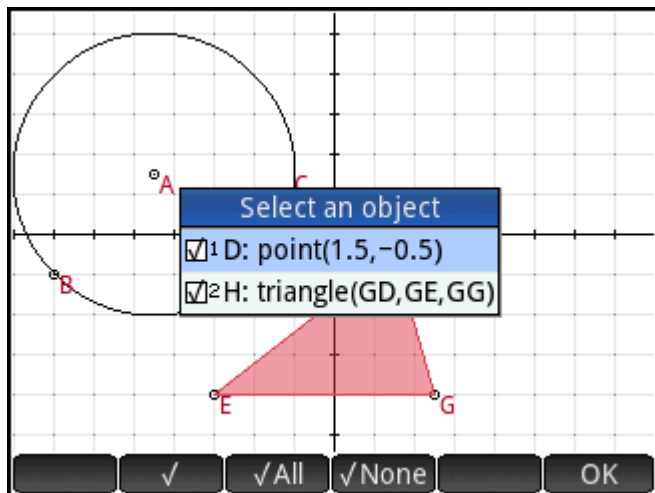 A
C
Select an object
1 D: point(1.5,−0.5)
2 H: triangle(GD,GE,GG)
B
E
G
√ √All √None OK